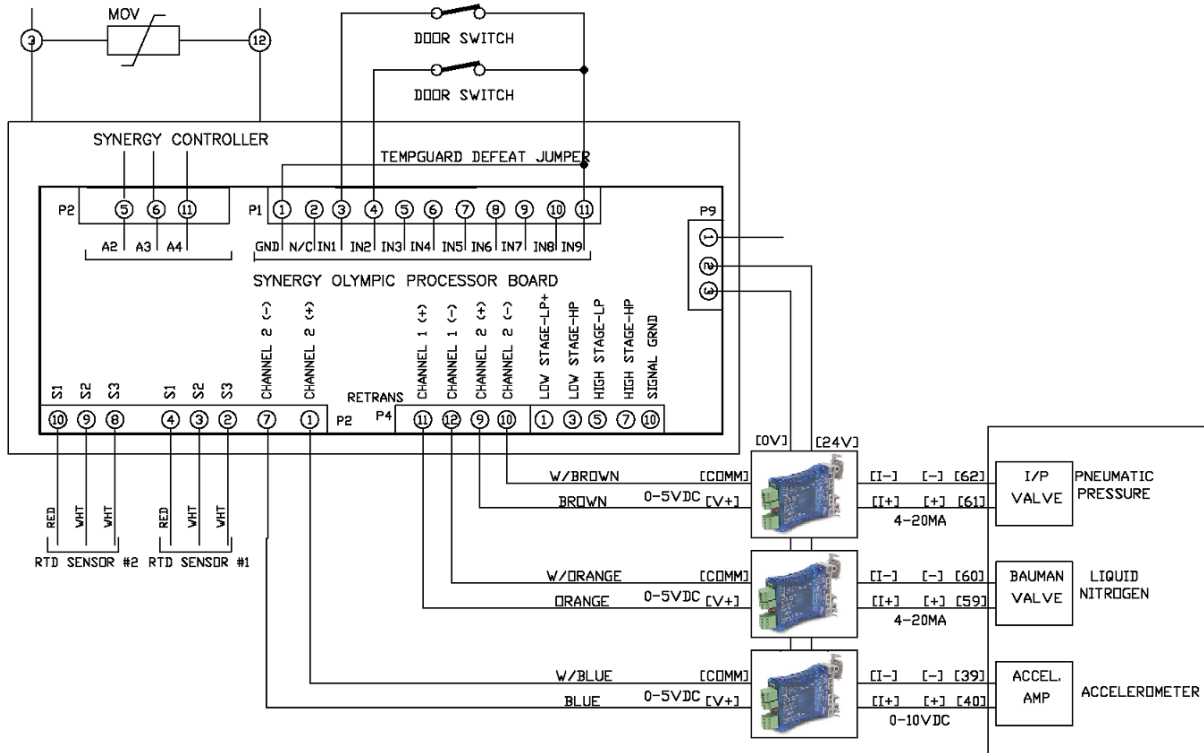 MOV
3
12
DOOR SWITCH
DOOR SWITCH
SYNERGY CONTROLLER
TEMPGUARD DEFEAT JUMPER
P2 5 6 11
P1 1 2 3 4 5 6 7 8 9 10 11
A2 A3 A4
GND N/C IN1 IN2 IN3 IN4 IN5 IN6 IN7 IN8 IN9
SYNERGY OLYMPIC PROCESSOR BOARD
P9
1
2
3
S1
S2
S3
S1
S2
S3
CHANNEL 2 (-)
CHANNEL 2 (+)
RETRANS
CHANNEL 1 (+)
CHANNEL 1 (-)
CHANNEL 2 (+)
CHANNEL 2 (-)
LOW STAGE-LP+
LOW STAGE-HP
HIGH STAGE-LP
HIGH STAGE-HP
SIGNAL GRND
10 9 8 4 3 2 7 1 P2
P4 11 12 9 10 1 3 5 7 10
RED
WHT
WHT
RED
WHT
WHT
RTD SENSOR #2
RTD SENSOR #1
[0V] [24V]
W/BROWN [COMM]
BROWN 0-5VDC [V+]
[I-] [-] [62]
[I+] [+] [61]
4-20MA
I/P VALVE
PNEUMATIC PRESSURE
W/ORANGE [COMM]
ORANGE 0-5VDC [V+]
[I-] [-] [60]
[I+] [+] [59]
4-20MA
BAUMAN VALVE
LIQUID NITROGEN
W/BLUE [COMM]
BLUE 0-5VDC [V+]
[I-] [-] [39]
[I+] [+] [40]
0-10VDC
ACCEL. AMP
ACCELEROMETER